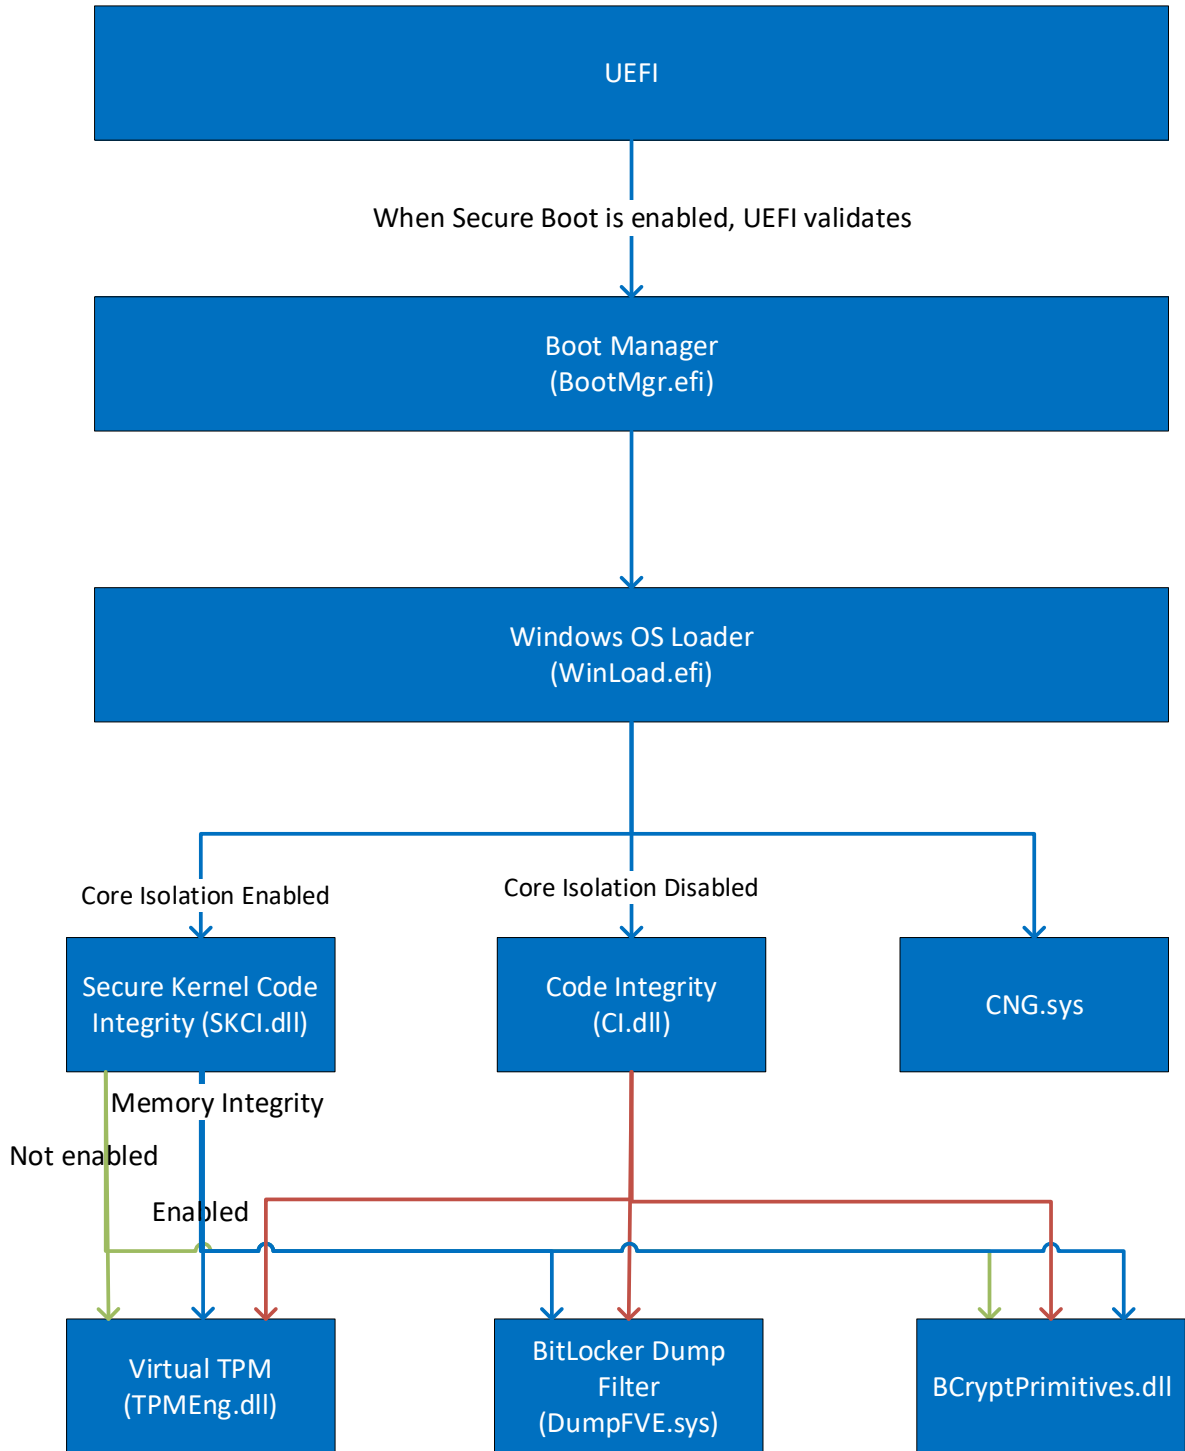 UEFI
When Secure Boot is enabled, UEFI validates
Boot Manager
(BootMgr.efi)
Windows OS Loader
(WinLoad.efi)
Core Isolation Enabled
Core Isolation Disabled
Secure Kernel Code
Integrity (SKCI.dll)
Code Integrity
(CI.dll)
CNG.sys
Memory Integrity
Not enabled
Enabled
Virtual TPM
(TPMEng.dll)
BitLocker Dump
Filter
(DumpFVE.sys)
BCryptPrimitives.dll